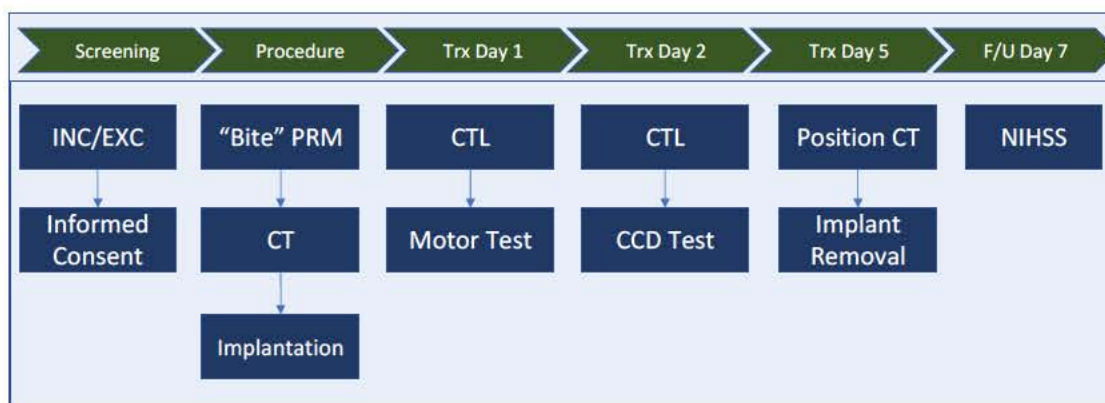 Screening
Procedure
Trx Day 1
Trx Day 2
Trx Day 5
F/U Day 7
INC/EXC
"Bite" PRM
CTL
CTL
Position CT
NIHSS
Informed
Consent
CT
Motor Test
CCD Test
Implant
Removal
Implantation